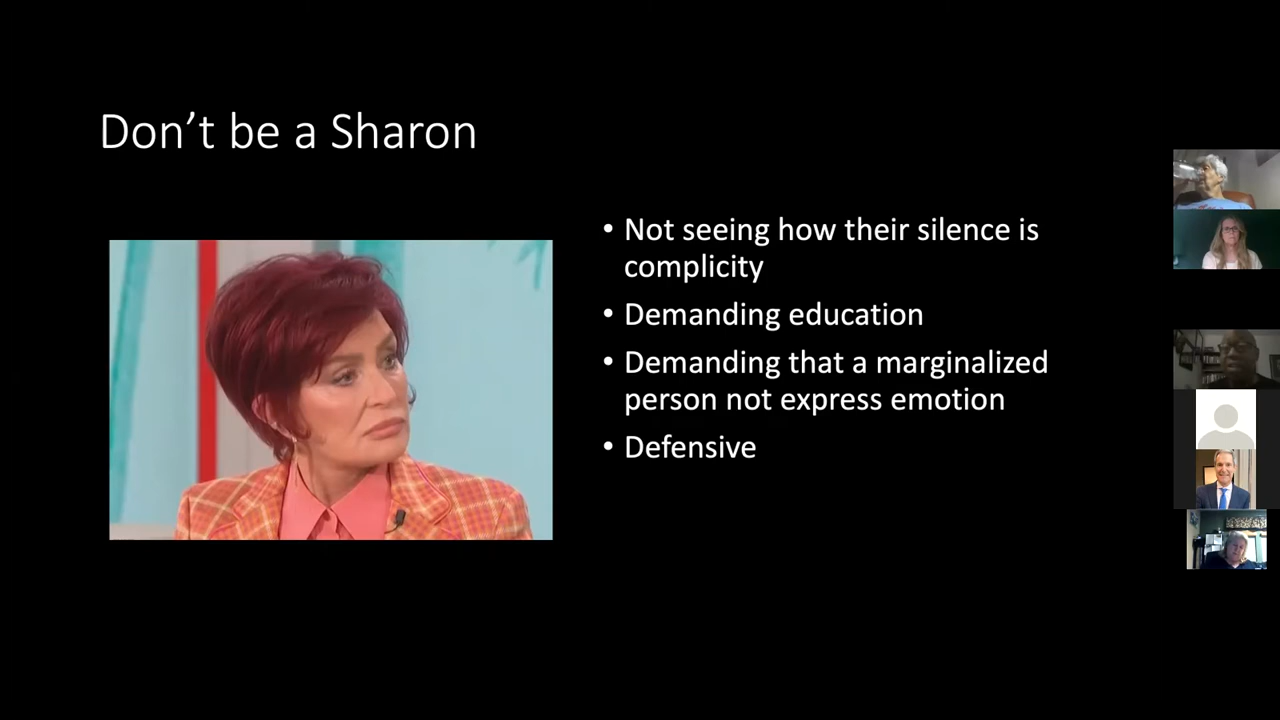 Don’t be a Sharon
• Not seeing how their silence is
complicity
• Demanding education
• Demanding that a marginalized
person not express emotion
• Defensive